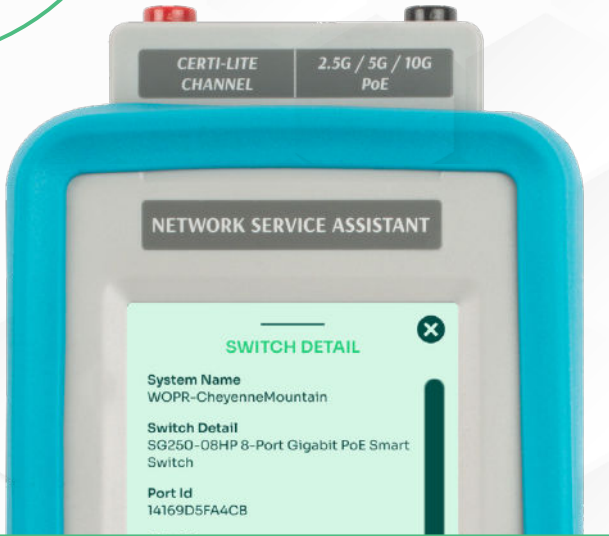 CERTI-LITE
CHANNEL
2.5G / 5G / 10G
PoE
NETWORK SERVICE ASSISTANT
SWITCH DETAIL
System Name
WOPR-CheyenneMountain
Switch Detail
SG250-08HP 8-Port Gigabit PoE Smart
Switch
Port Id
14169D5FA4CB